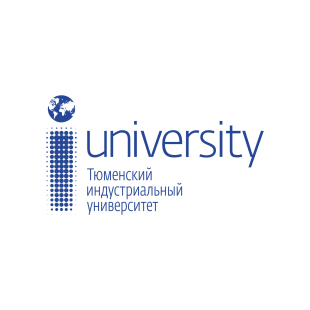 i university
Тюменский
индустриальный
университет